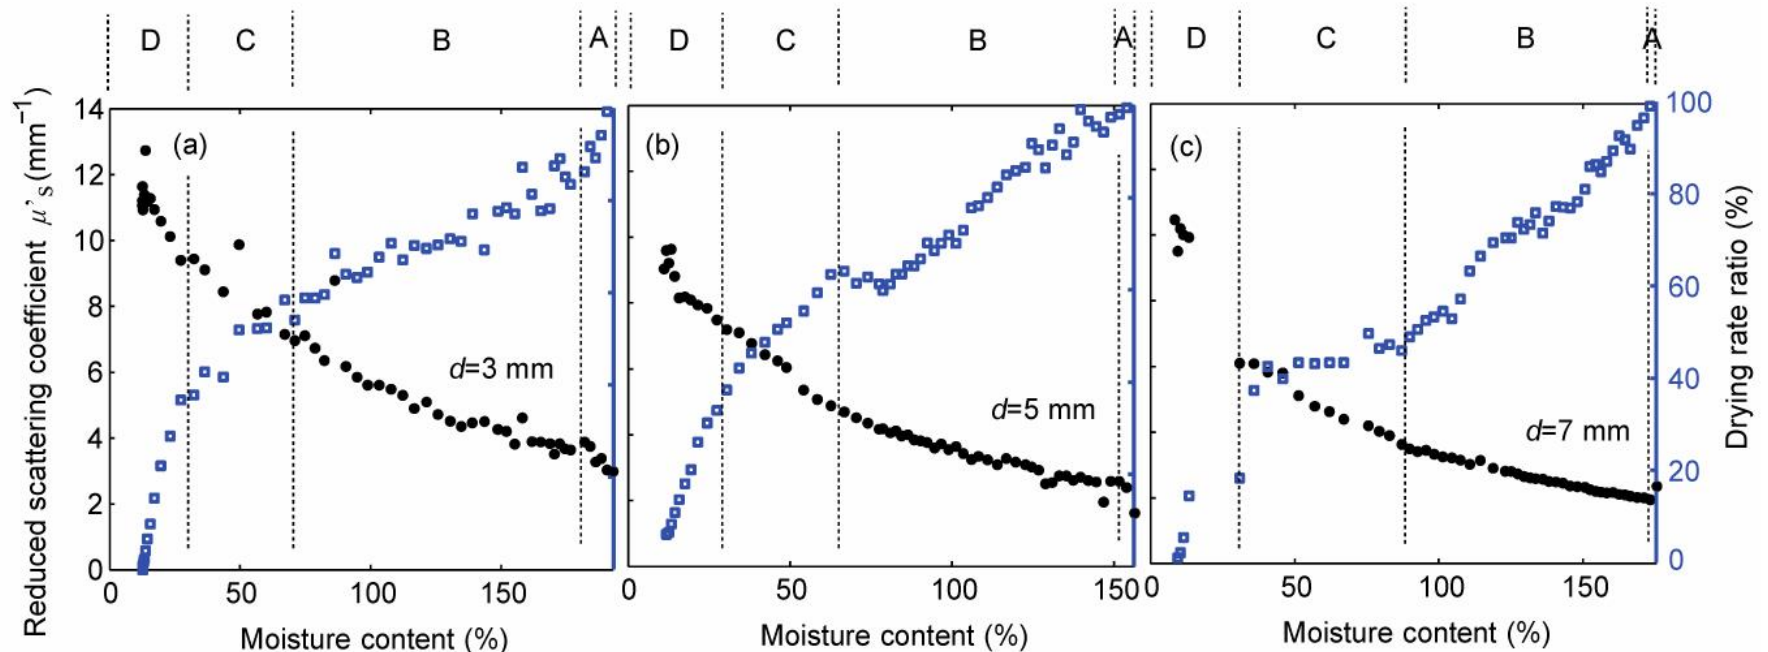 D C B A D C B A D C B A
Reduced scattering coefficient μ's (mm⁻¹)
14
12
10
8
6
4
2
0
(a)
d=3 mm
0 50 100 150
Moisture content (%)
(b)
d=5 mm
0 50 100 150
Moisture content (%)
(c)
d=7 mm
0 50 100 150
Moisture content (%)
100
80
60
40
20
0
Drying rate ratio (%)